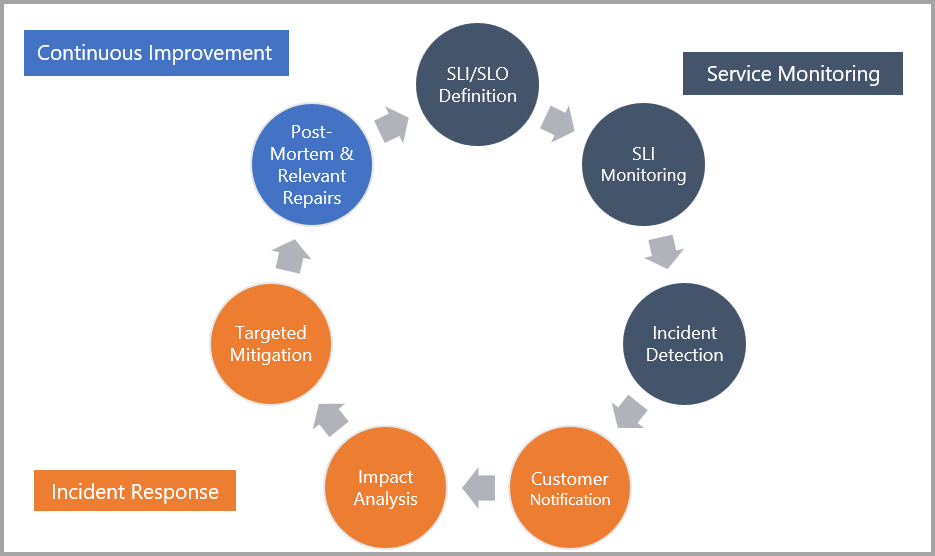 Continuous Improvement
Service Monitoring
SLI/SLO
Definition
SLI
Monitoring
Incident
Detection
Customer
Notification
Impact
Analysis
Targeted
Mitigation
Post-
Mortem &
Relevant
Repairs
Incident Response